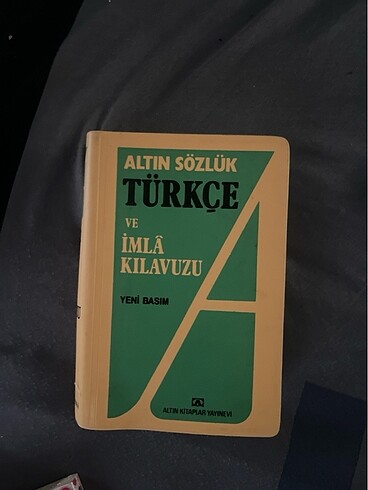 ALTIN SÖZLÜK
TÜRKÇE
VE
İMLÂ
KILAVUZU
YENİ BASIM
ALTIN KİTAPLAR YAYINEVİ